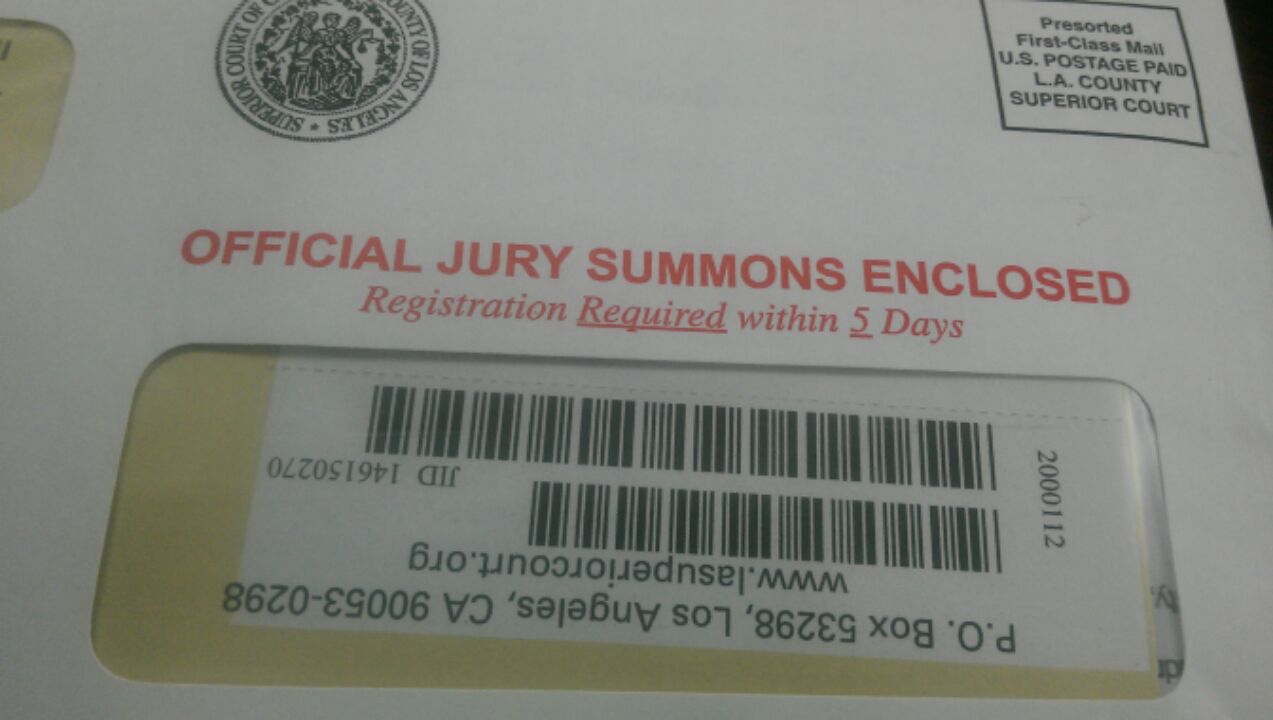 SUPERIOR COURT OF C COUNTY OF LOS ANGELES
Presorted
First-Class Mail
U.S. POSTAGE PAID
L.A. COUNTY
SUPERIOR COURT
OFFICIAL JURY SUMMONS ENCLOSED
Registration Required within 5 Days
2000112
JID 146150270
www.lasuperiorcourt.org
P.O. Box 53298, Los Angeles, CA 90053-0298